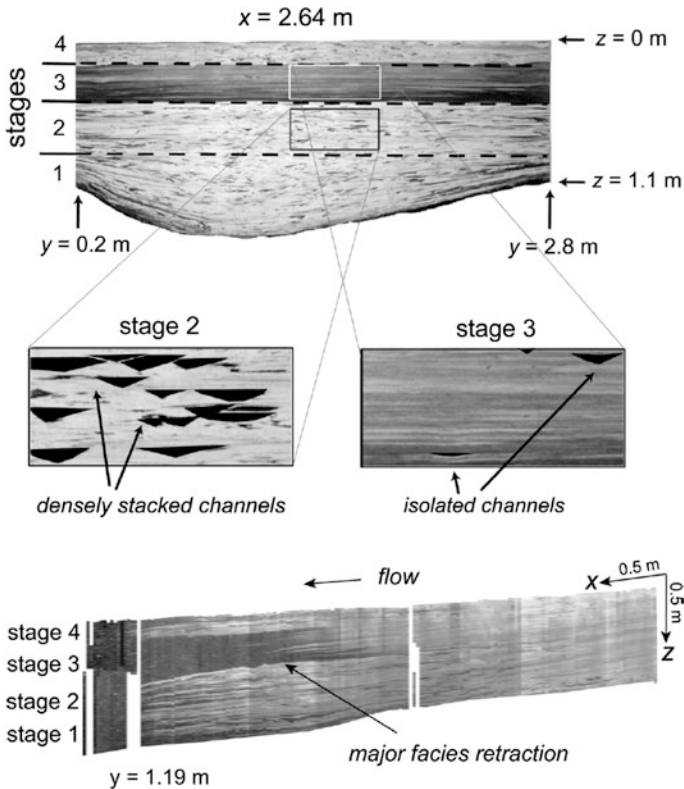 x = 2.64 m
z = 0 m
stages
4
3
2
1
z = 1.1 m
y = 0.2 m
y = 2.8 m
stage 2
stage 3
densely stacked channels
isolated channels
flow
0.5 m
x
0.5 m
z
stage 4
stage 3
stage 2
stage 1
major facies retraction
y = 1.19 m